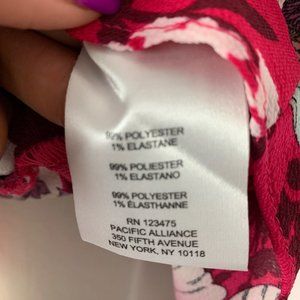 99% POLYESTER
1% ELASTANE
99% POLIESTER
1% ELASTANO
99% POLYESTER
1% ÉLASTHANNE
RN 123475
PACIFIC ALLIANCE
350 FIFTH AVENUE
NEW YORK, NY 10118